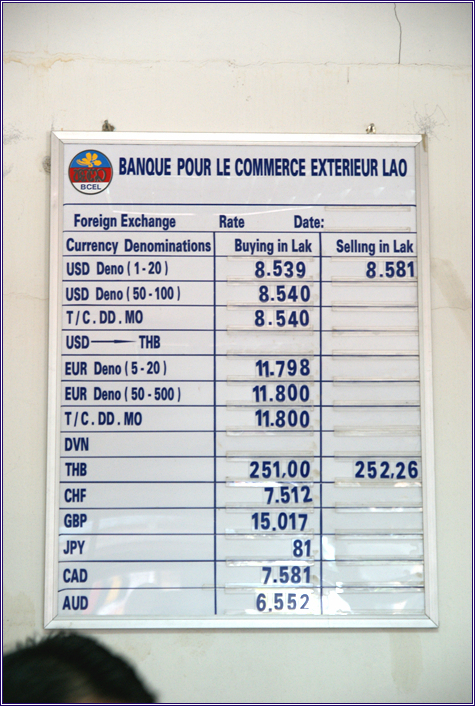 BCEL
BANQUE POUR LE COMMERCE EXTERIEUR LAO
Foreign Exchange Rate Date:
Currency Denominations Buying in Lak Selling in Lak
USD Deno ( 1 - 20 ) 8.539 8.581
USD Deno ( 50 - 100 ) 8.540
T / C . DD . MO 8.540
USD THB
EUR Deno ( 5 - 20 ) 11.798
EUR Deno ( 50 - 500 ) 11.800
T / C . DD . MO 11.800
DVN
THB 251,00 252,26
CHF 7.512
GBP 15.017
JPY 81
CAD 7.581
AUD 6,552